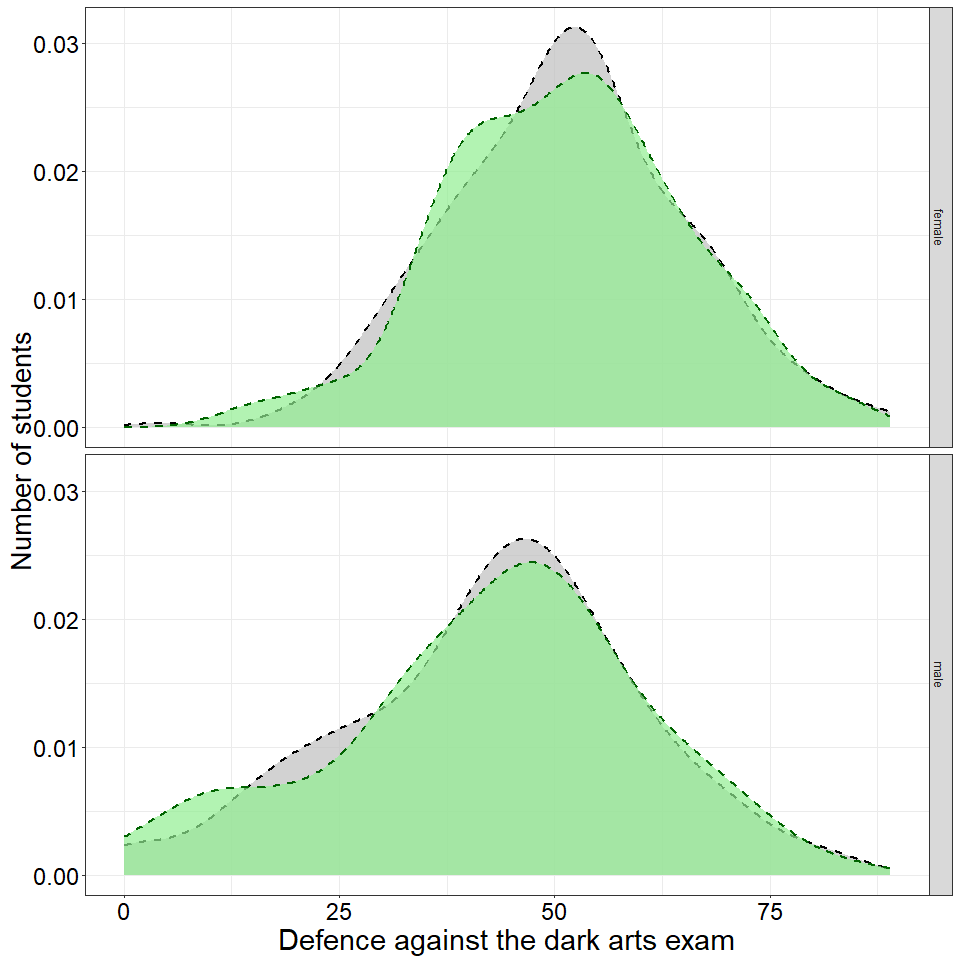 Number of students
0.03
0.02
0.01
0.00
female
0.03
0.02
0.01
0.00
male
0 25 50 75
Defence against the dark arts exam